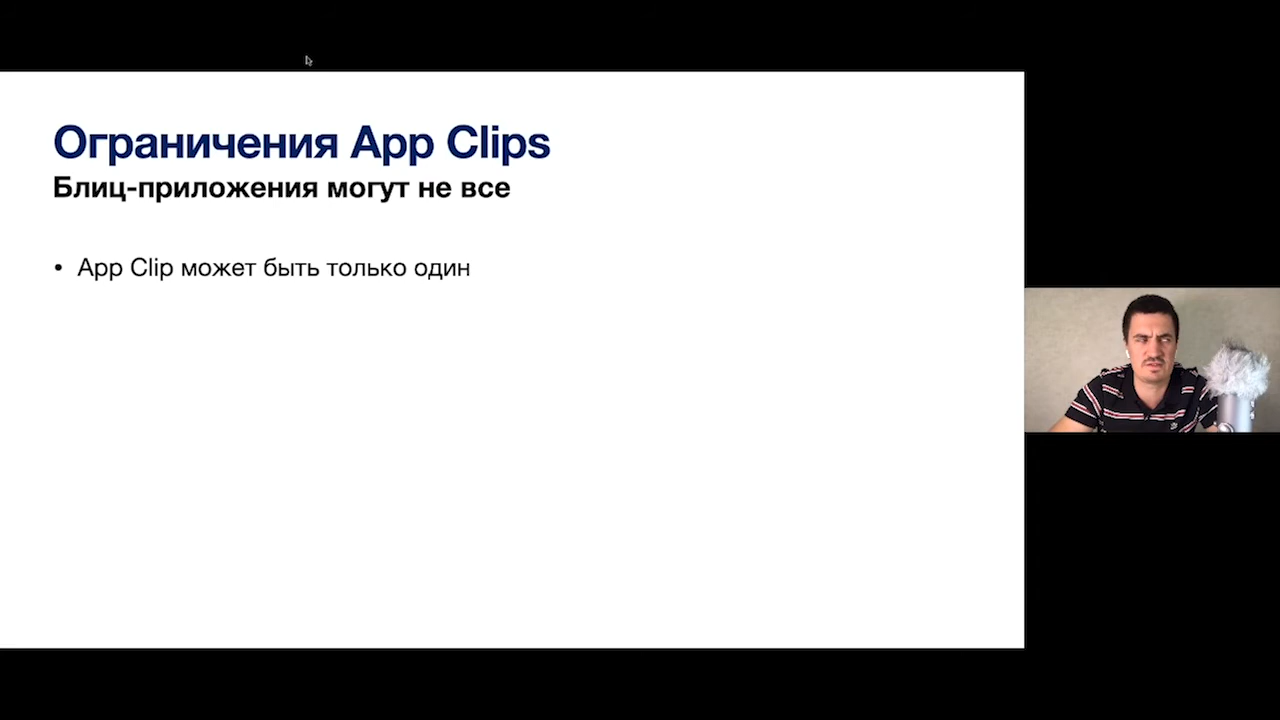 Ограничения App Clips
Блиц-приложения могут не все
• App Clip может быть только один